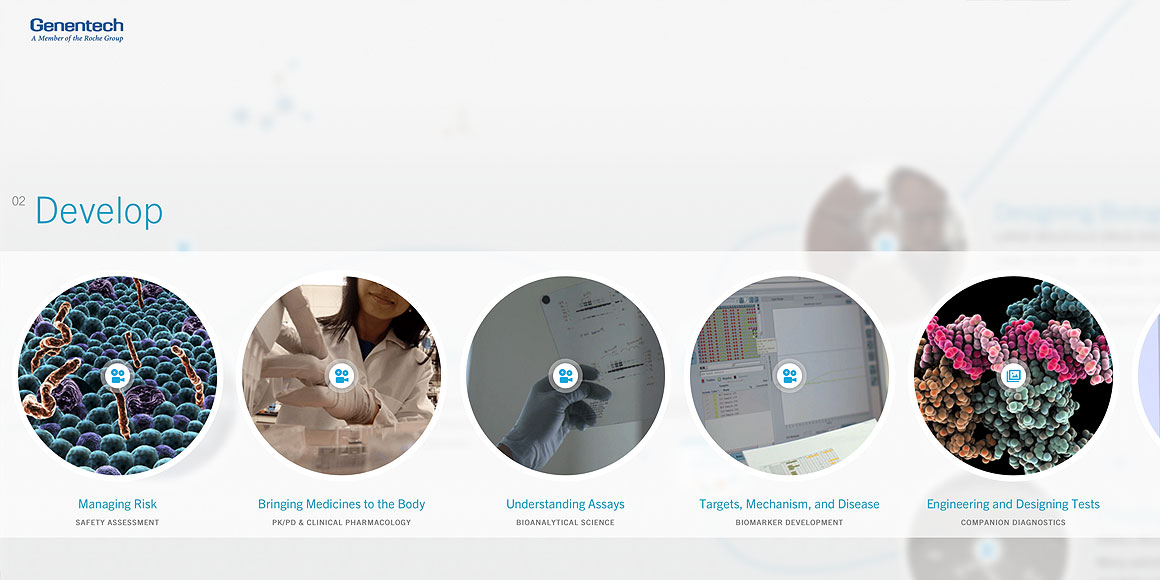 Genentech
A Member of the Roche Group
02
Develop
Managing Risk
SAFETY ASSESSMENT
Bringing Medicines to the Body
PK/PD & CLINICAL PHARMACOLOGY
Understanding Assays
BIOANALYTICAL SCIENCE
Targets, Mechanism, and Disease
BIOMARKER DEVELOPMENT
Engineering and Designing Tests
COMPANION DIAGNOSTICS